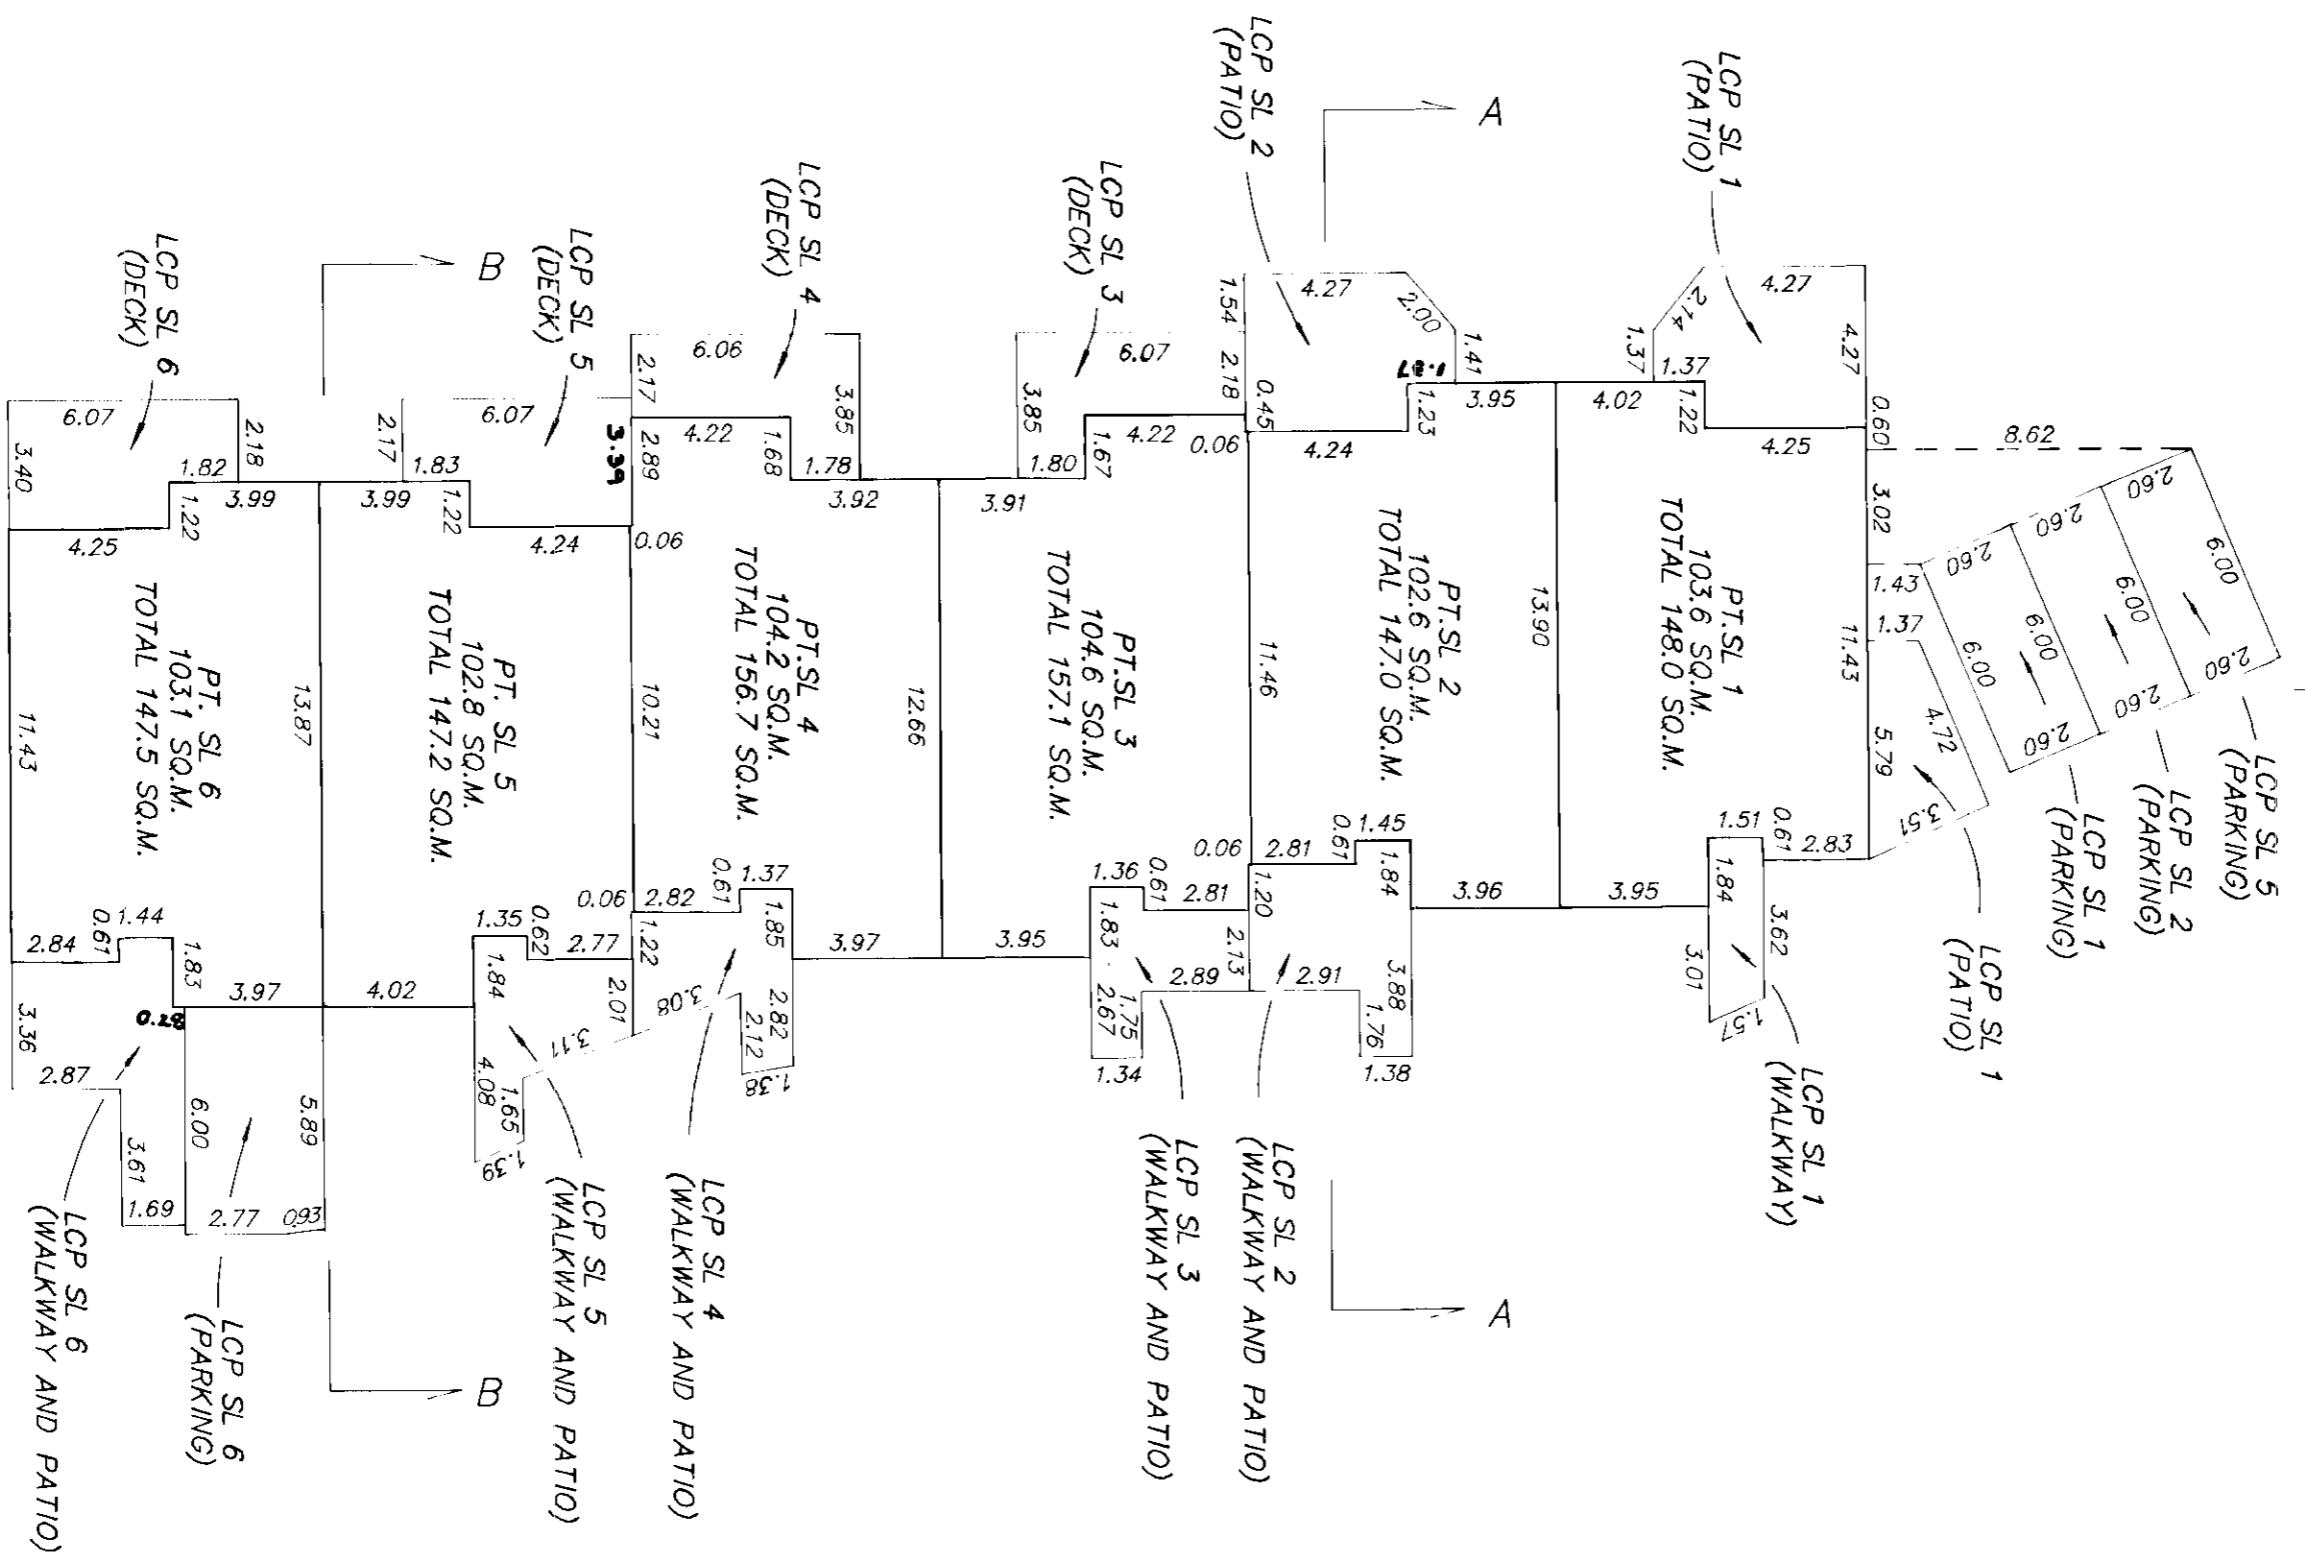 LCP SL 1
(PATIO)
LCP SL 2
(PATIO)
A
LCP SL 3
(DECK)
LCP SL 4
(DECK)
LCP SL 5
(DECK)
B
LCP SL 6
(DECK)
4.27
4.27
2.14
1.37
1.37
4.02
1.22
4.25
0.60
8.62
3.02
2.60
2.60
2.60
6.00
6.00
6.00
6.00
2.60
2.60
2.60
1.43
1.37
11.43
4.72
5.79
3.51
LCP SL 5
(PARKING)
LCP SL 2
(PARKING)
LCP SL 1
(PARKING)
LCP SL 1
(PATIO)
LCP SL 1
(WALKWAY)
PT.SL 1
103.6 SQ.M.
TOTAL 148.0 SQ.M.
1.51
0.61
2.83
1.84
3.62
3.01
1.57
3.95
13.90
1.54
4.27
2.00
1.41
1.27
2.18
0.45
4.24
1.23
3.95
PT.SL 2
102.6 SQ.M.
TOTAL 147.0 SQ.M.
11.46
0.06
2.81
0.61
1.45
1.84
3.96
1.20
2.13
2.91
3.88
1.76
1.38
LCP SL 2
(WALKWAY AND PATIO)
A
6.07
3.85
1.80
1.67
4.22
0.06
3.91
PT.SL 3
104.6 SQ.M.
TOTAL 157.1 SQ.M.
12.66
1.36
0.61
2.81
1.83
2.67
1.75
2.89
1.34
3.95
LCP SL 3
(WALKWAY AND PATIO)
6.06
2.17
3.85
4.22
1.68
1.78
3.92
2.89
3.39
0.06
PT.SL 4
104.2 SQ.M.
TOTAL 156.7 SQ.M.
10.21
0.06
2.82
0.61
1.37
1.85
3.97
1.22
2.01
3.08
2.82
2.12
1.38
LCP SL 4
(WALKWAY AND PATIO)
6.07
2.17
1.83
1.22
3.99
4.24
PT. SL 5
102.8 SQ.M.
TOTAL 147.2 SQ.M.
13.87
1.35
0.62
2.77
1.84
4.02
3.11
4.08
1.65
1.39
LCP SL 5
(WALKWAY AND PATIO)
6.07
3.40
2.18
1.82
3.99
1.22
4.25
PT. SL 6
103.1 SQ.M.
TOTAL 147.5 SQ.M.
11.43
2.84
0.61
1.44
1.83
3.97
3.36
2.87
3.61
1.69
6.00
5.89
2.77
0.93
LCP SL 6
(PARKING)
LCP SL 6
(WALKWAY AND PATIO)
B